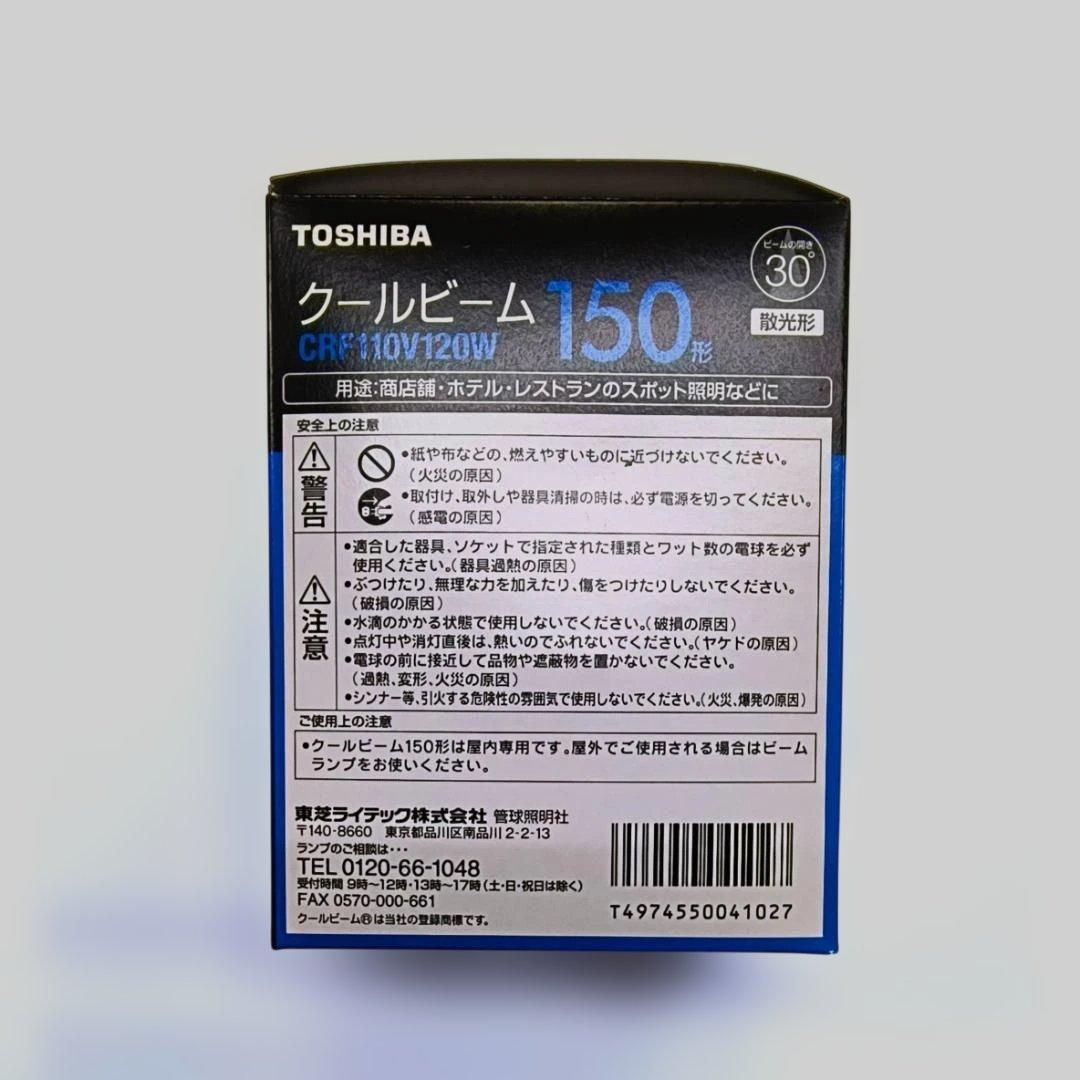 TOSHIBA
ビームの開き
30°
クールビーム 150形
散光形
CRF110V120W
用途:商店舗・ホテル・レストランのスポット照明などに
安全上の注意
警告
●紙や布などの、燃えやすいものに近づけないでください。
(火災の原因)
●取付け、取外しや器具清掃の時は、必ず電源を切ってください。
(感電の原因)
注意
●適合した器具、ソケットで指定された種類とワット数の電球を必ず
使用ください。(器具過熱の原因)
●ぶつけたり、無理な力を加えたり、傷をつけたりしないでください。
(破損の原因)
●水滴のかかる状態で使用しないでください。(破損の原因)
●点灯中や消灯直後は、熱いのでふれないでください。(ヤケドの原因)
●電球の前に接近して品物や遮蔽物を置かないでください。
(過熱、変形、火災の原因)
●シンナー等、引火する危険性の雰囲気で使用しないでください。(火災、爆発の原因)
ご使用上の注意
●クールビーム150形は屋内専用です。屋外でご使用される場合はビーム
ランプをお使いください。
東芝ライテック株式会社 管球照明社
〒140-8660 東京都品川区南品川2-2-13
ランプのご相談は・・・
TEL 0120-66-1048
受付時間 9時〜12時・13時〜17時(土・日・祝日は除く)
FAX 0570-000-661
クールビーム®は当社の登録商標です。
T4974550041027